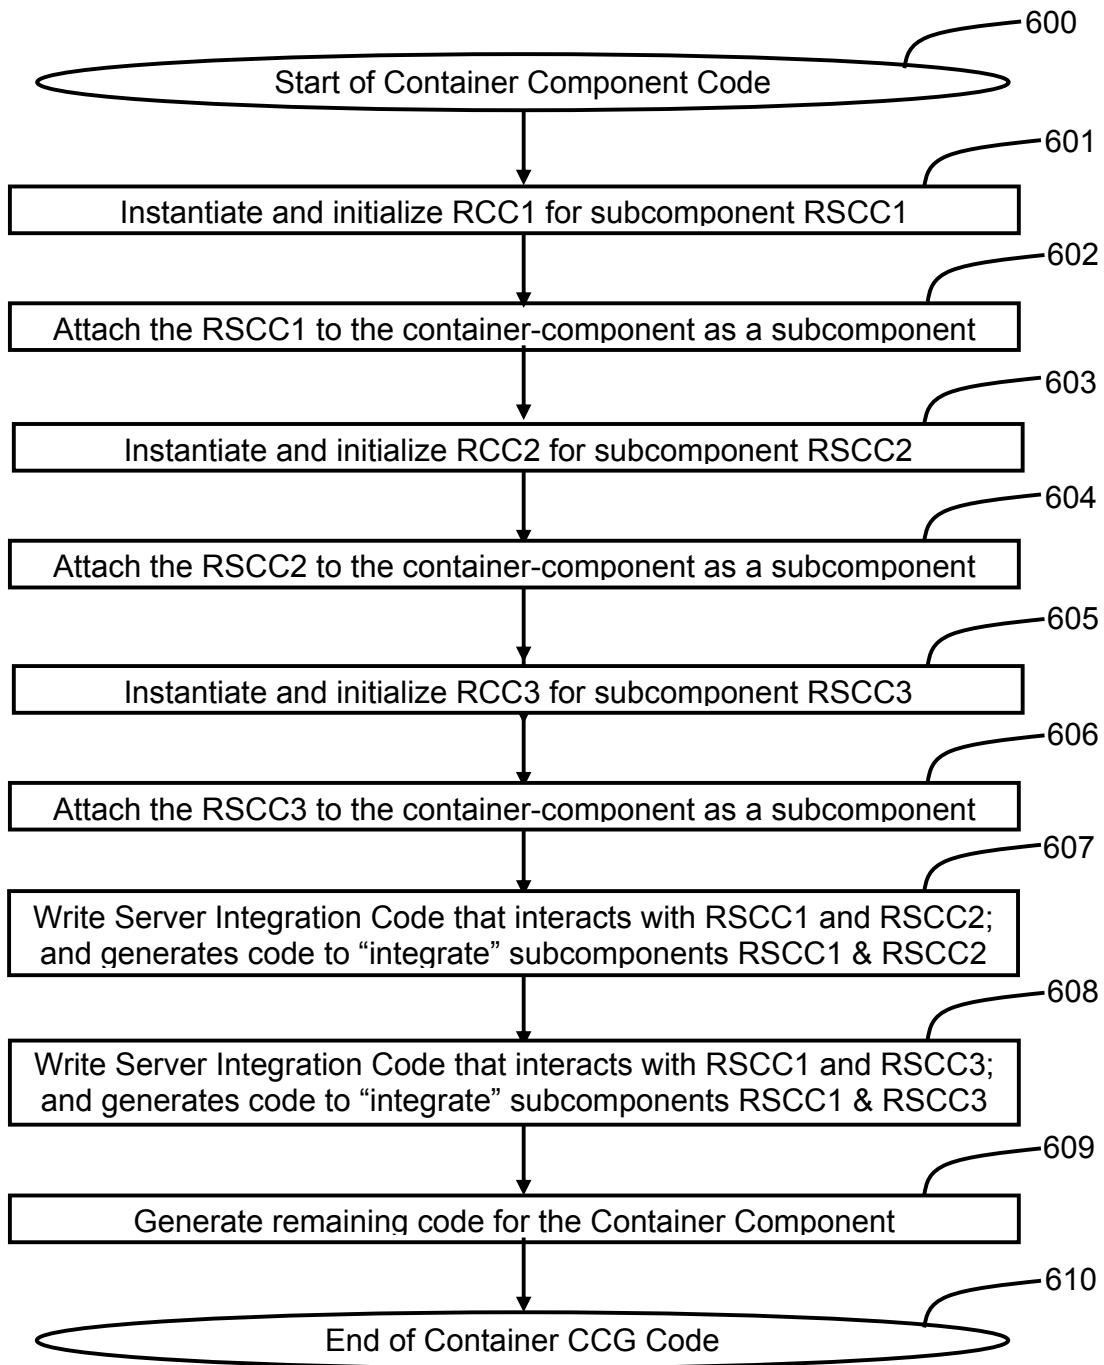 600
Start of Container Component Code
601
Instantiate and initialize RCC1 for subcomponent RSCC1
602
Attach the RSCC1 to the container-component as a subcomponent
603
Instantiate and initialize RCC2 for subcomponent RSCC2
604
Attach the RSCC2 to the container-component as a subcomponent
605
Instantiate and initialize RCC3 for subcomponent RSCC3
606
Attach the RSCC3 to the container-component as a subcomponent
607
Write Server Integration Code that interacts with RSCC1 and RSCC2;
and generates code to “integrate” subcomponents RSCC1 & RSCC2
608
Write Server Integration Code that interacts with RSCC1 and RSCC3;
and generates code to “integrate” subcomponents RSCC1 & RSCC3
609
Generate remaining code for the Container Component
610
End of Container CCG Code